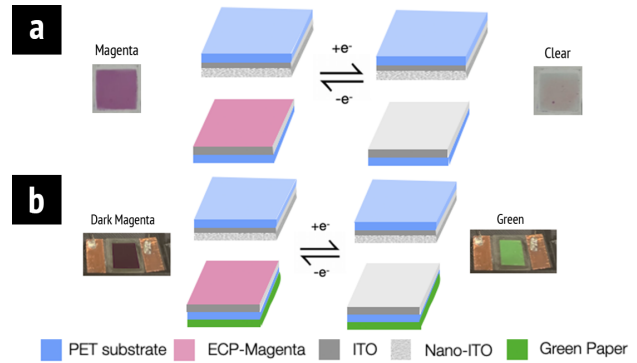 a
Magenta
+e-
-e-
Clear
b
Dark Magenta
+e-
-e-
Green
PET substrate
ECP-Magenta
ITO
Nano-ITO
Green Paper